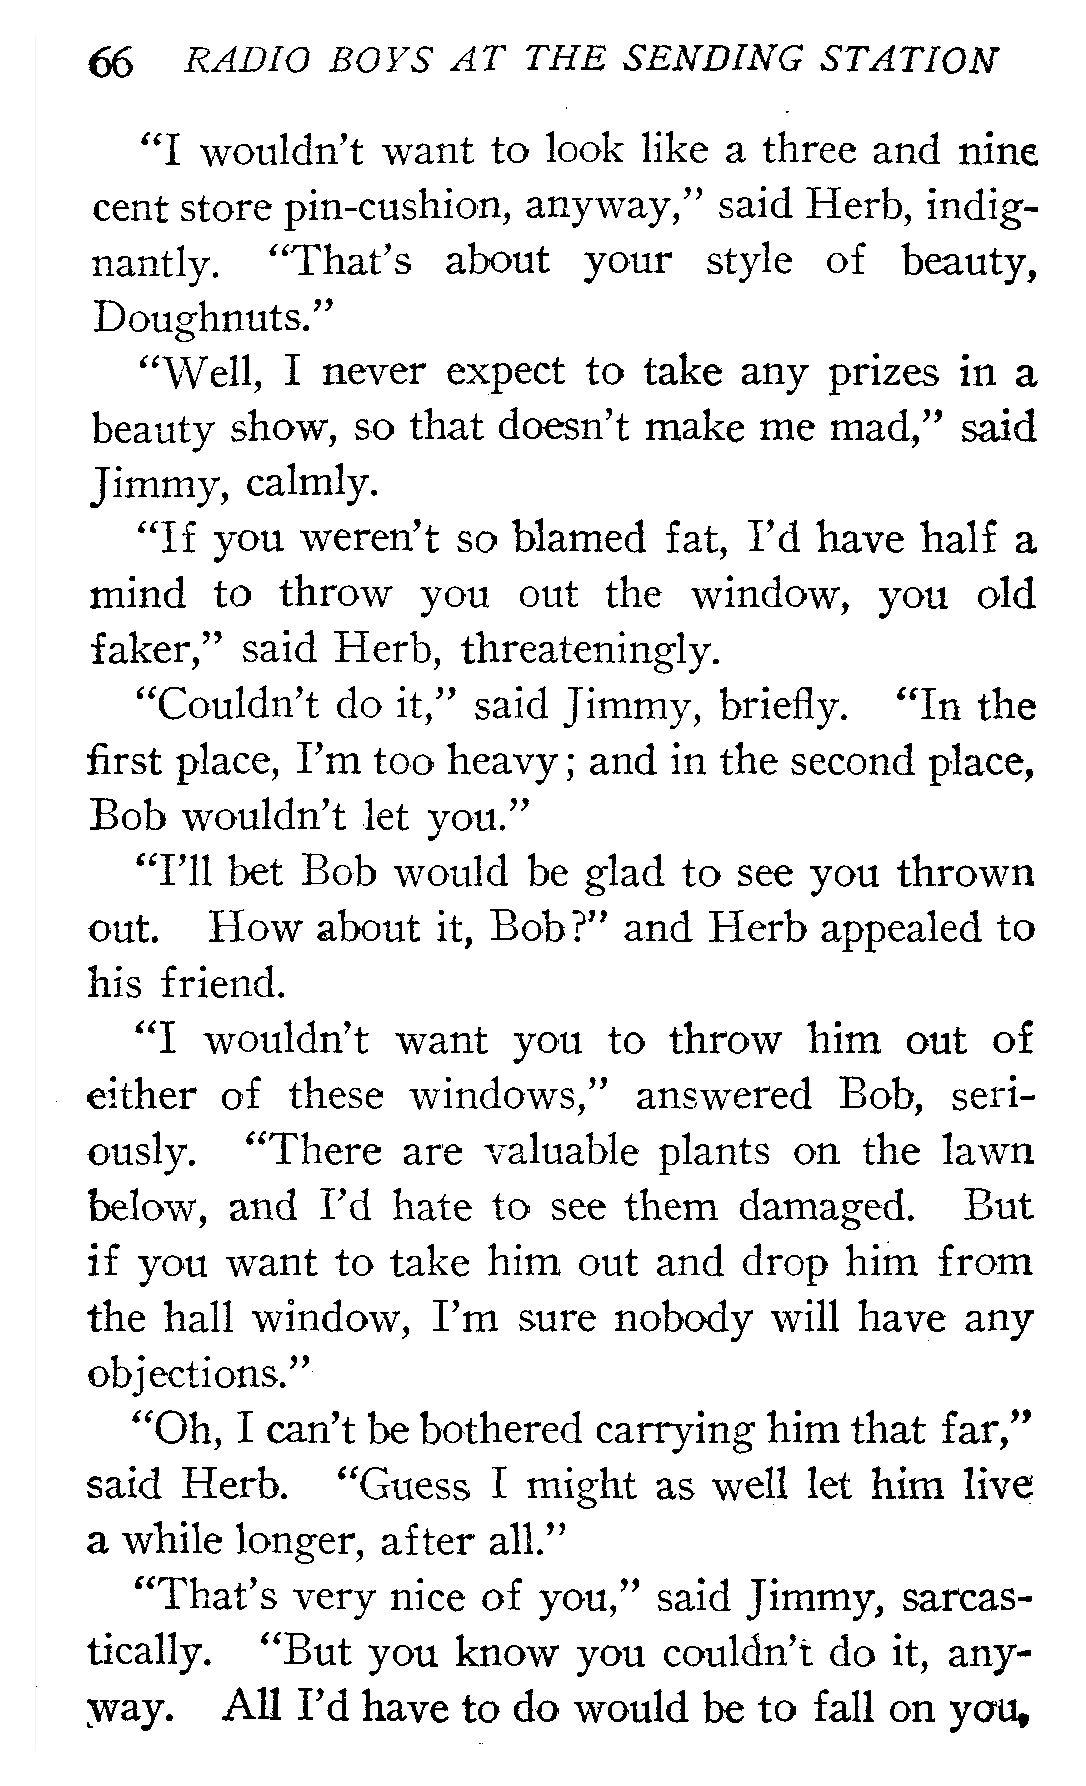 66 RADIO BOYS AT THE SENDING STATION
"I wouldn't want to look like a three and nine
cent store pin-cushion, anyway," said Herb, indig-
nantly. "That's about your style of beauty,
Doughnuts."
"Well, I never expect to take any prizes in a
beauty show, so that doesn't make me mad," said
Jimmy, calmly.
"If you weren't so blamed fat, I'd have half a
mind to throw you out the window, you old
faker," said Herb, threateningly.
"Couldn't do it," said Jimmy, briefly. "In the
first place, I'm too heavy; and in the second place,
Bob wouldn't let you."
"I'll bet Bob would be glad to see you thrown
out. How about it, Bob?" and Herb appealed to
his friend.
"I wouldn't want you to throw him out of
either of these windows," answered Bob, seri-
ously. "There are valuable plants on the lawn
below, and I'd hate to see them damaged. But
if you want to take him out and drop him from
the hall window, I'm sure nobody will have any
objections."
"Oh, I can't be bothered carrying him that far,"
said Herb. "Guess I might as well let him live
a while longer, after all."
"That's very nice of you," said Jimmy, sarcas-
tically. "But you know you couldn't do it, any-
way. All I'd have to do would be to fall on you,